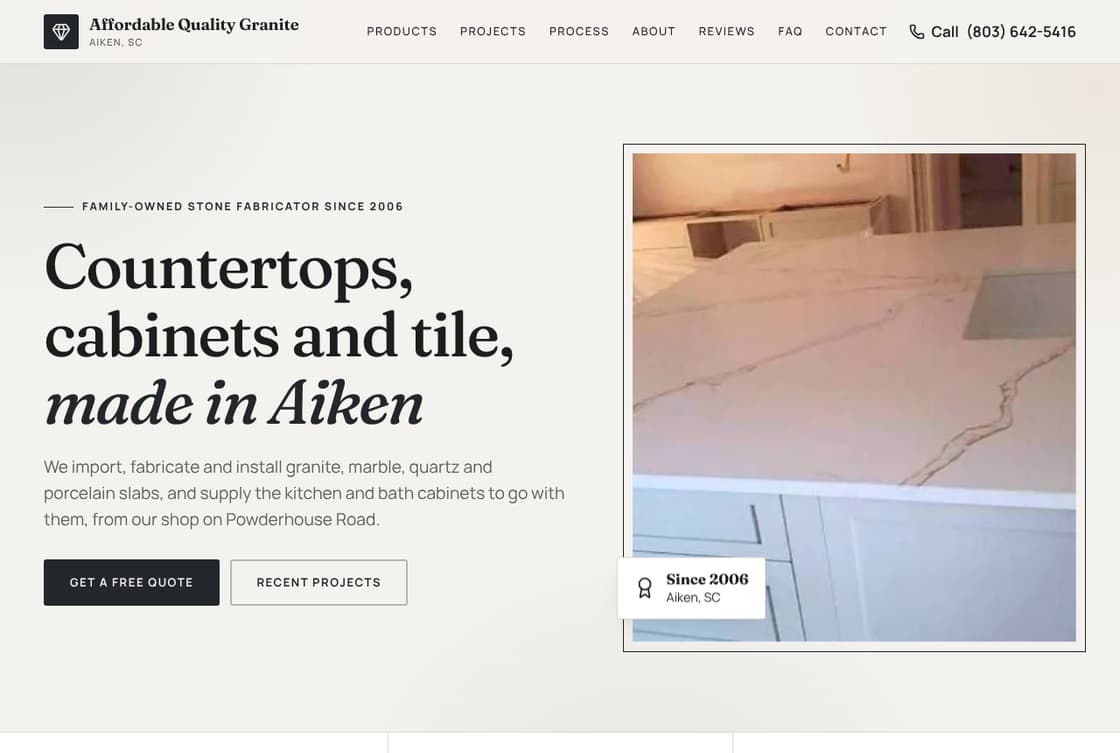 Affordable Quality Granite
AIKEN, SC
PRODUCTS PROJECTS PROCESS ABOUT REVIEWS FAQ CONTACT Call (803) 642-5416
FAMILY-OWNED STONE FABRICATOR SINCE 2006
Countertops,
cabinets and tile,
made in Aiken
We import, fabricate and install granite, marble, quartz and
porcelain slabs, and supply the kitchen and bath cabinets to go with
them, from our shop on Powderhouse Road.
GET A FREE QUOTE RECENT PROJECTS
Since 2006
Aiken, SC